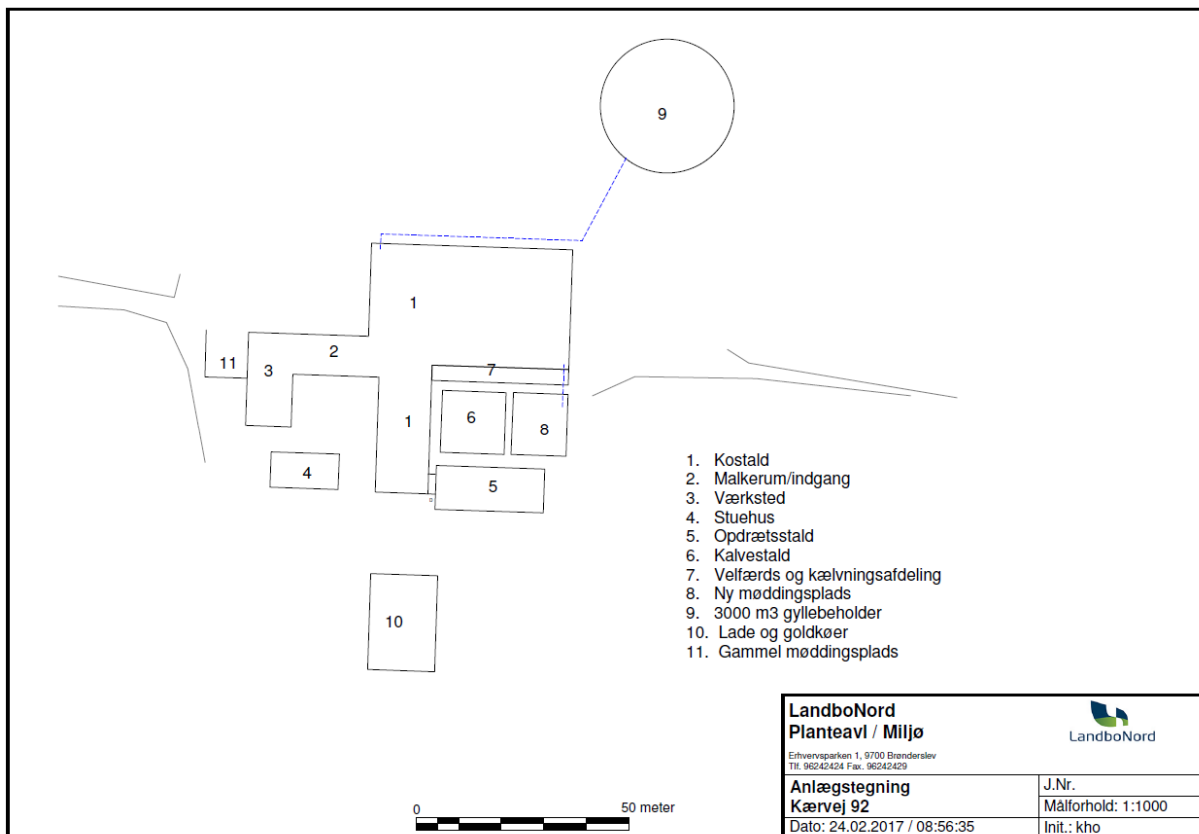 9
1
2
11
3
7
1
6
8
4
5
10
1. Kostald
2. Malkerum/indgang
3. Værksted
4. Stuehus
5. Opdrætsstald
6. Kalvestald
7. Velfærds og kælvningsafdeling
8. Ny møddingsplads
9. 3000 m3 gyllebeholder
10. Lade og goldkøer
11. Gammel møddingsplads
0 50 meter
LandboNord
Planteavl / Miljø
LandboNord
Erhvervsparken 1, 9700 Brønderslev
Tlf. 96242424 Fax. 96242429
Anlægstegning
Kærvej 92
J.Nr.
Målforhold: 1:1000
Dato: 24.02.2017 / 08:56:35
Init.: kho